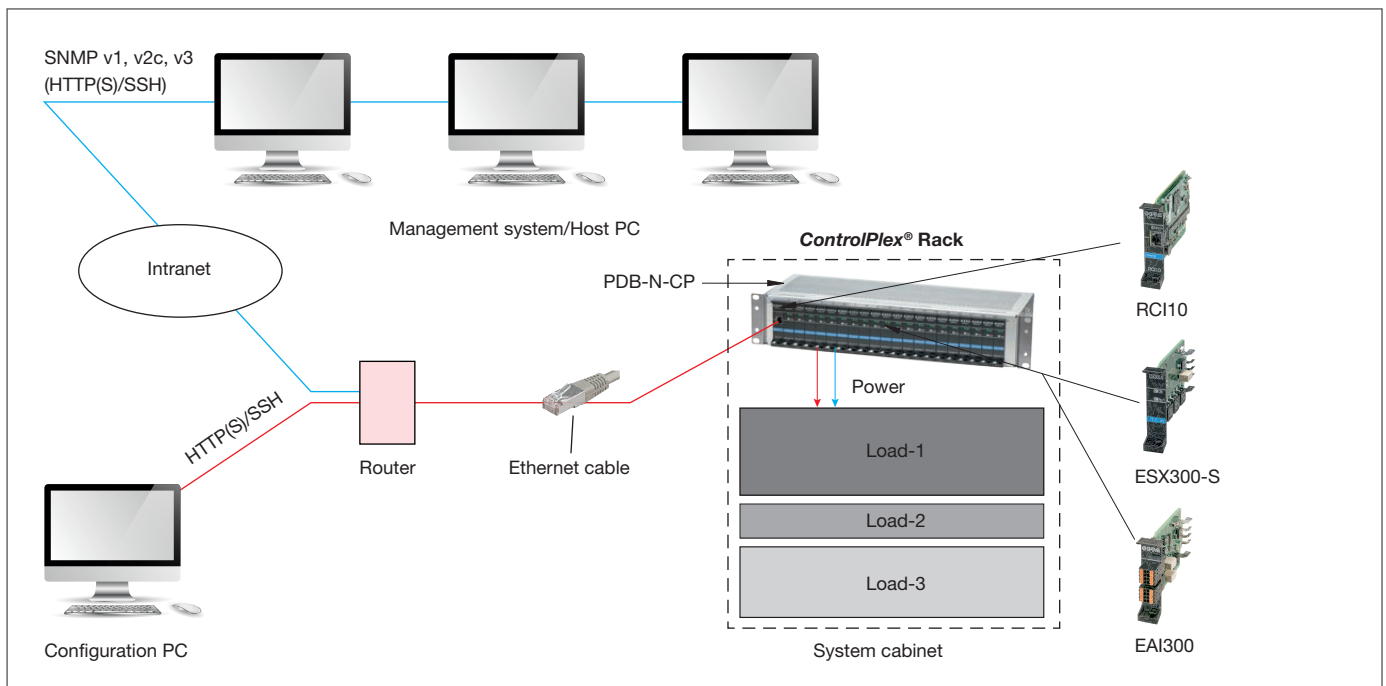 SNMP v1, v2c, v3
(HTTP(S)/SSH)
Management system/Host PC
Intranet
ControlPlex® Rack
PDB-N-CP
RCI10
Power
HTTP(S)/SSH
Router
Ethernet cable
Load-1
ESX300-S
Load-2
Load-3
Configuration PC
System cabinet
EAI300